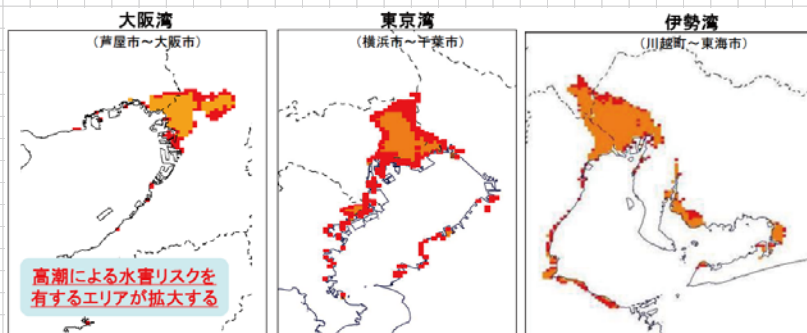 大阪湾
(芦屋市～大阪市)
東京湾
(横浜市～千葉市)
伊勢湾
(川越町～東海市)
高潮による水害リスクを
有するエリアが拡大する